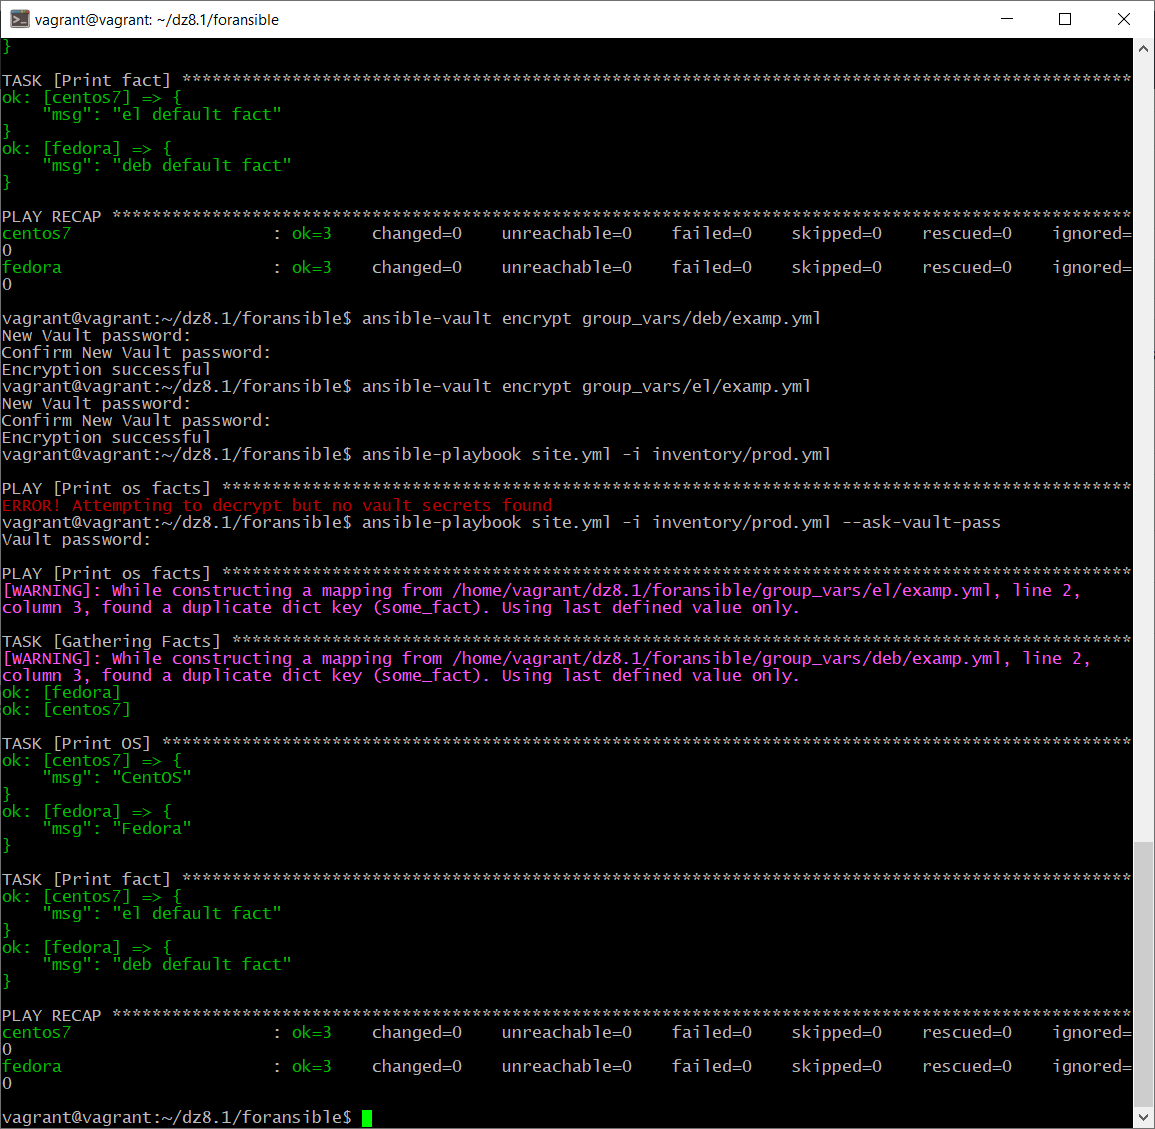 vagrant@vagrant: ~/dz8.1/foransible
}
TASK [Print fact] ***********************************************************************************************
ok: [centos7] => {
    "msg": "el default fact"
}
ok: [fedora] => {
    "msg": "deb default fact"
}
PLAY RECAP ******************************************************************************************************
centos7                    : ok=3    changed=0    unreachable=0    failed=0    skipped=0    rescued=0    ignored=
0
fedora                     : ok=3    changed=0    unreachable=0    failed=0    skipped=0    rescued=0    ignored=
0
vagrant@vagrant:~/dz8.1/foransible$ ansible-vault encrypt group_vars/deb/examp.yml
New Vault password:
Confirm New Vault password:
Encryption successful
vagrant@vagrant:~/dz8.1/foransible$ ansible-vault encrypt group_vars/el/examp.yml
New Vault password:
Confirm New Vault password:
Encryption successful
vagrant@vagrant:~/dz8.1/foransible$ ansible-playbook site.yml -i inventory/prod.yml
PLAY [Print os facts] *******************************************************************************************
ERROR! Attempting to decrypt but no vault secrets found
vagrant@vagrant:~/dz8.1/foransible$ ansible-playbook site.yml -i inventory/prod.yml --ask-vault-pass
Vault password:
PLAY [Print os facts] *******************************************************************************************
[WARNING]: While constructing a mapping from /home/vagrant/dz8.1/foransible/group_vars/el/examp.yml, line 2,
column 3, found a duplicate dict key (some_fact). Using last defined value only.
TASK [Gathering Facts] ******************************************************************************************
[WARNING]: While constructing a mapping from /home/vagrant/dz8.1/foransible/group_vars/deb/examp.yml, line 2,
column 3, found a duplicate dict key (some_fact). Using last defined value only.
ok: [fedora]
ok: [centos7]
TASK [Print OS] *************************************************************************************************
ok: [centos7] => {
    "msg": "CentOS"
}
ok: [fedora] => {
    "msg": "Fedora"
}
TASK [Print fact] ***********************************************************************************************
ok: [centos7] => {
    "msg": "el default fact"
}
ok: [fedora] => {
    "msg": "deb default fact"
}
PLAY RECAP ******************************************************************************************************
centos7                    : ok=3    changed=0    unreachable=0    failed=0    skipped=0    rescued=0    ignored=
0
fedora                     : ok=3    changed=0    unreachable=0    failed=0    skipped=0    rescued=0    ignored=
0
vagrant@vagrant:~/dz8.1/foransible$